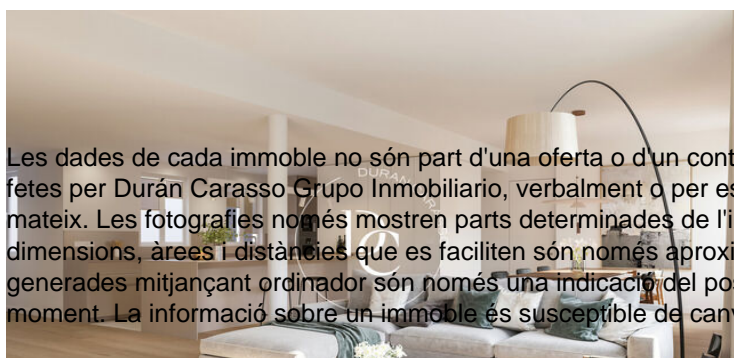 Les dades de cada immoble no són part d'una oferta o d'un cont
fetes per Durán Carasso Grupo Inmobiliario, verbalment o per es
mateix. Les fotografies només mostren parts determinades de l'i
dimensions, àrees i distàncies que es faciliten són només aproxi
generades mitjançant ordinador són només una indicació del pos
moment. La informació sobre un immoble és susceptible de canv